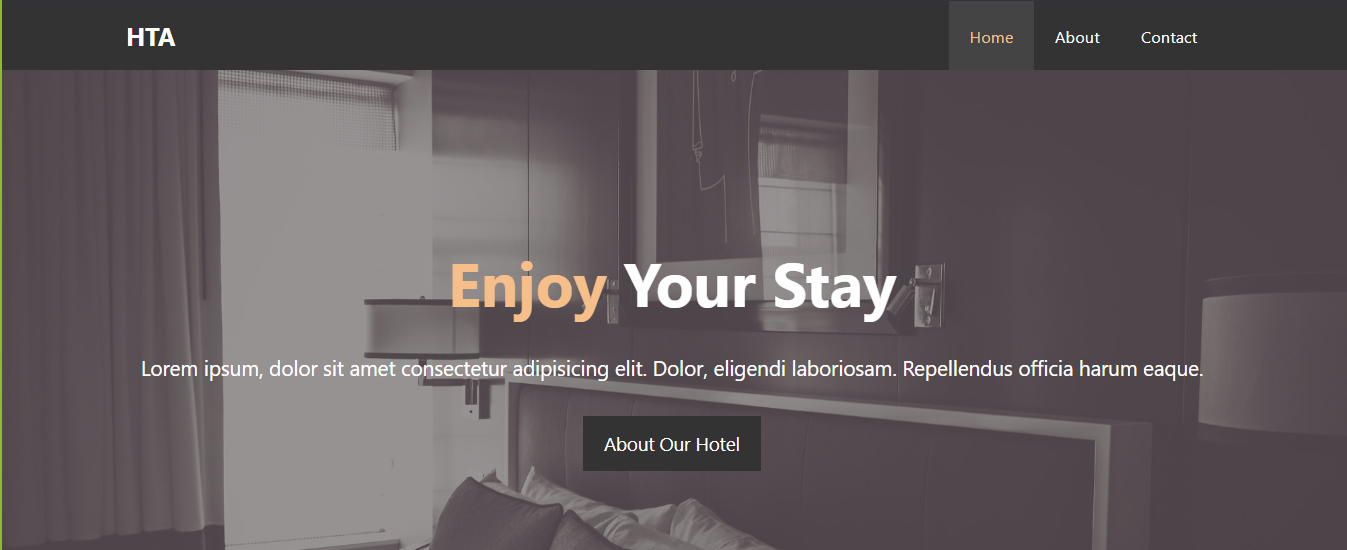 HTA
Home
About
Contact
Enjoy Your Stay
Lorem ipsum, dolor sit amet consectetur adipisicing elit. Dolor, eligendi laboriosam. Repellendus officia harum eaque.
About Our Hotel